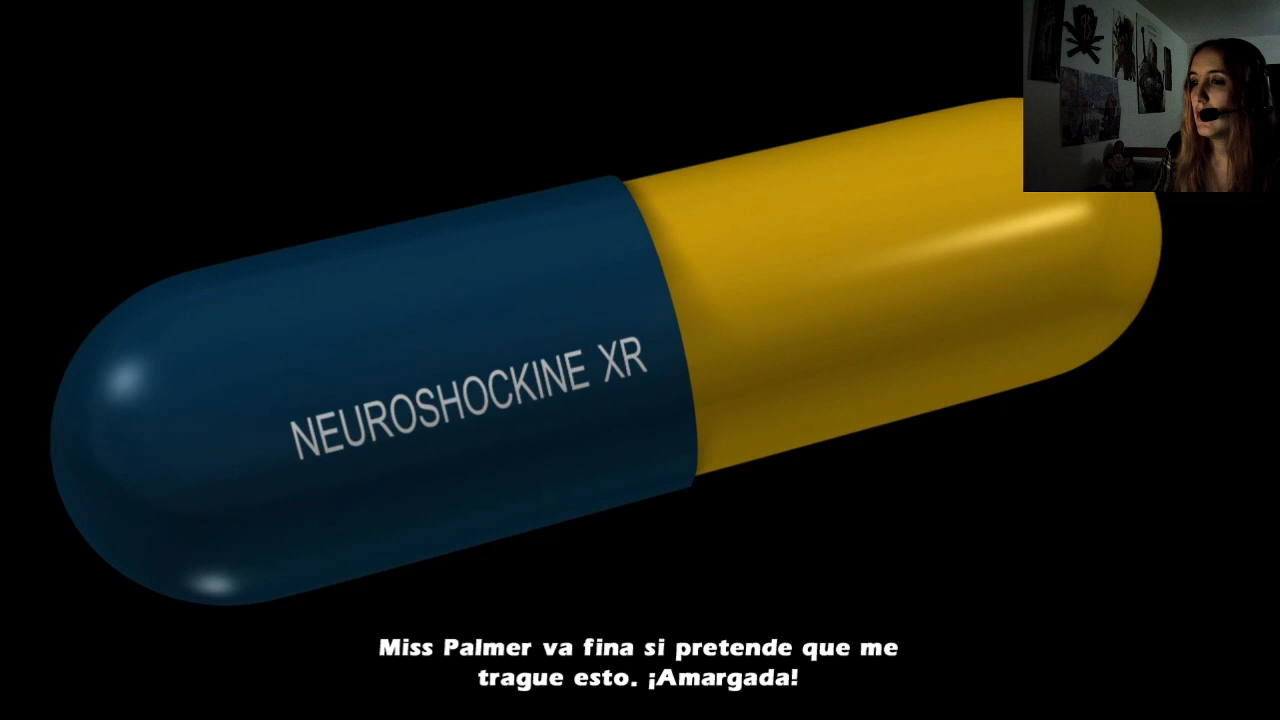 NEUROSHOCKINE XR
Miss Palmer va fina si pretende que me
trague esto. ¡Amargada!